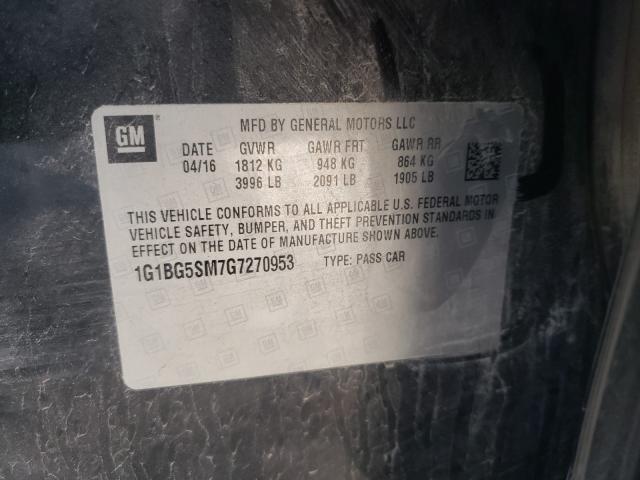 GM
MFD BY GENERAL MOTORS LLC
DATE GVWR GAWR FRT GAWR RR
04/16 1812 KG 948 KG 864 KG
3996 LB 2091 LB 1905 LB
THIS VEHICLE CONFORMS TO ALL APPLICABLE U.S. FEDERAL MOTOR
VEHICLE SAFETY, BUMPER, AND THEFT PREVENTION STANDARDS IN
EFFECT ON THE DATE OF MANUFACTURE SHOWN ABOVE.
1G1BG5SM7G7270953 TYPE: PASS CAR